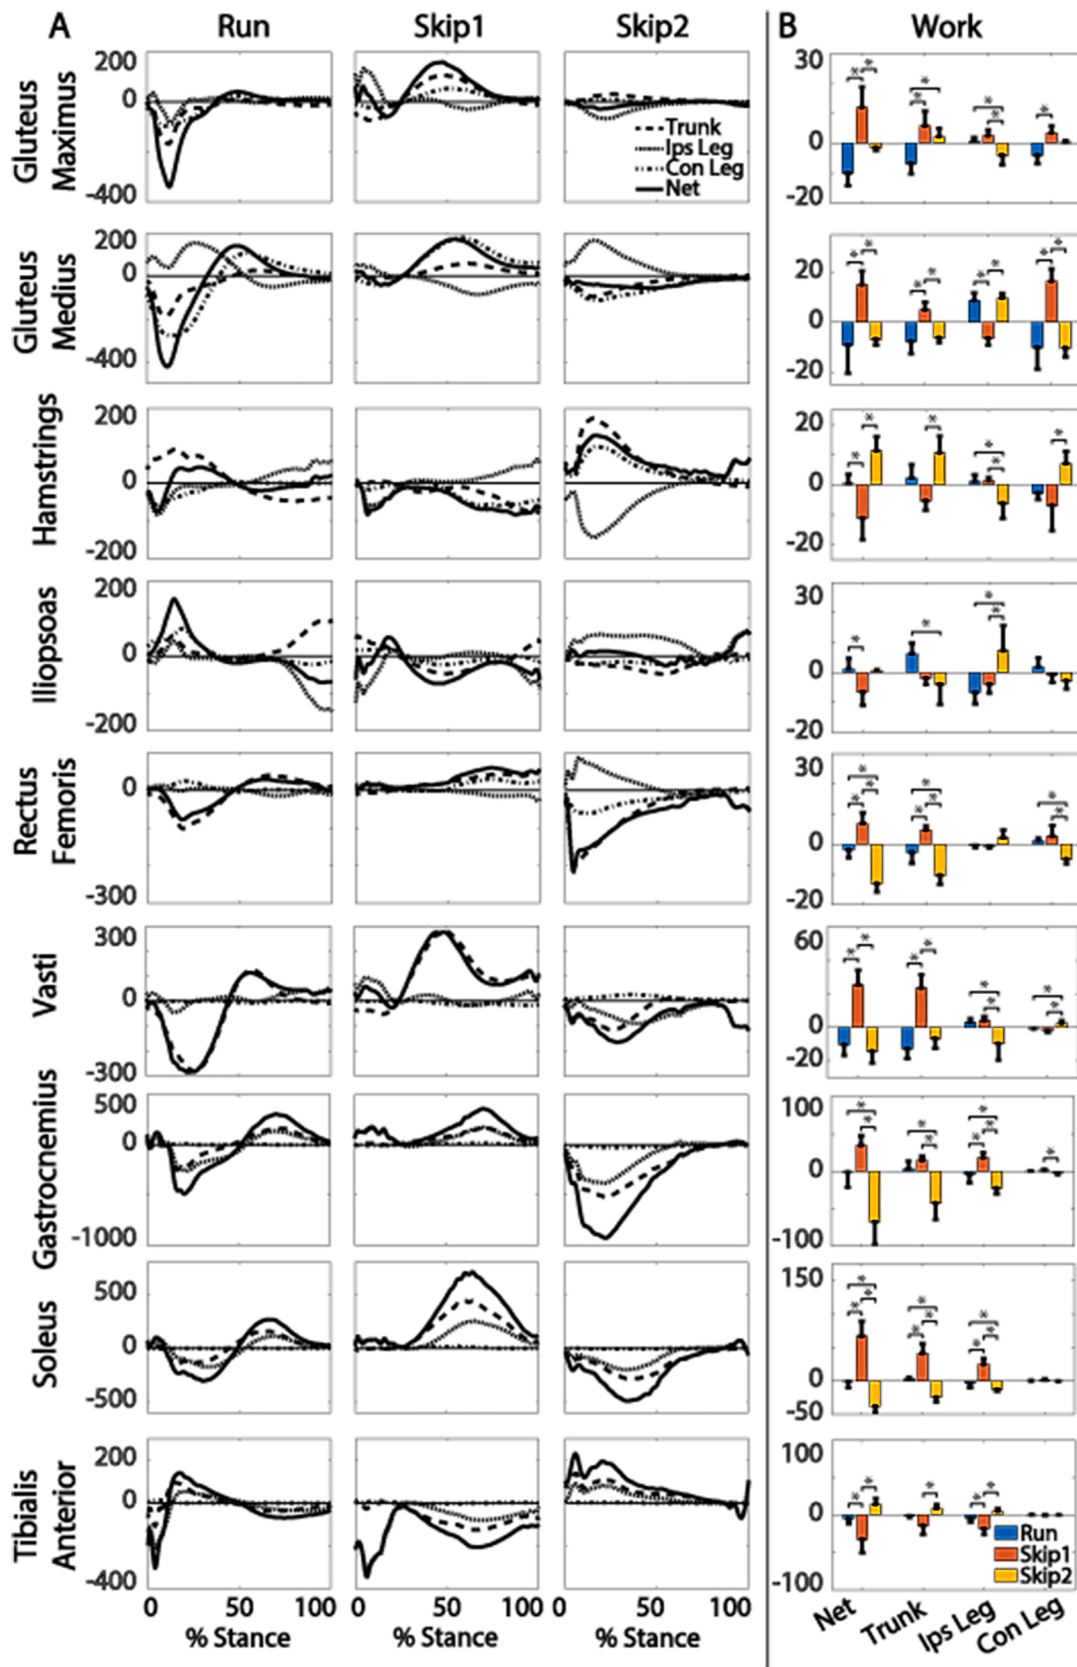 A Run Skip1 Skip2 B Work
Gluteus
Maximus
200
0
-400
Trunk
Ips Leg
Con Leg
Net
30
0
-20
* * * * * * *
Gluteus
Medius
200
0
-400
20
0
-20
* * * * * * * *
Hamstrings
200
0
-200
20
0
-20
* * * * * *
Iliopsoas
200
0
-200
30
0
-20
* * * *
Rectus
Femoris
0
-300
30
0
-20
* * * * * * * *
Vasti
300
0
-300
60
0
-20
* * * * * * * *
Gastrocnemius
500
0
-1000
100
0
-100
* * * * * * * *
Soleus
500
0
-500
150
0
-50
* * * * * * * * *
Tibialis
Anterior
200
0
-400
100
0
-100
* * * * * *
Run
Skip1
Skip2
0 50 100 0 50 100 0 50 100
% Stance % Stance % Stance
Net Trunk Ips Leg Con Leg